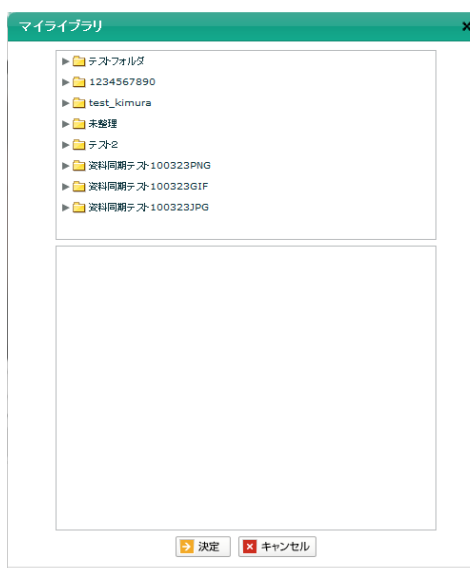 マイライブラリ
テストフォルダ
1234567890
test_kimura
未整理
テスト2
資料同期テスト100323PNG
資料同期テスト100323GIF
資料同期テスト100323JPG
決定
キャンセル